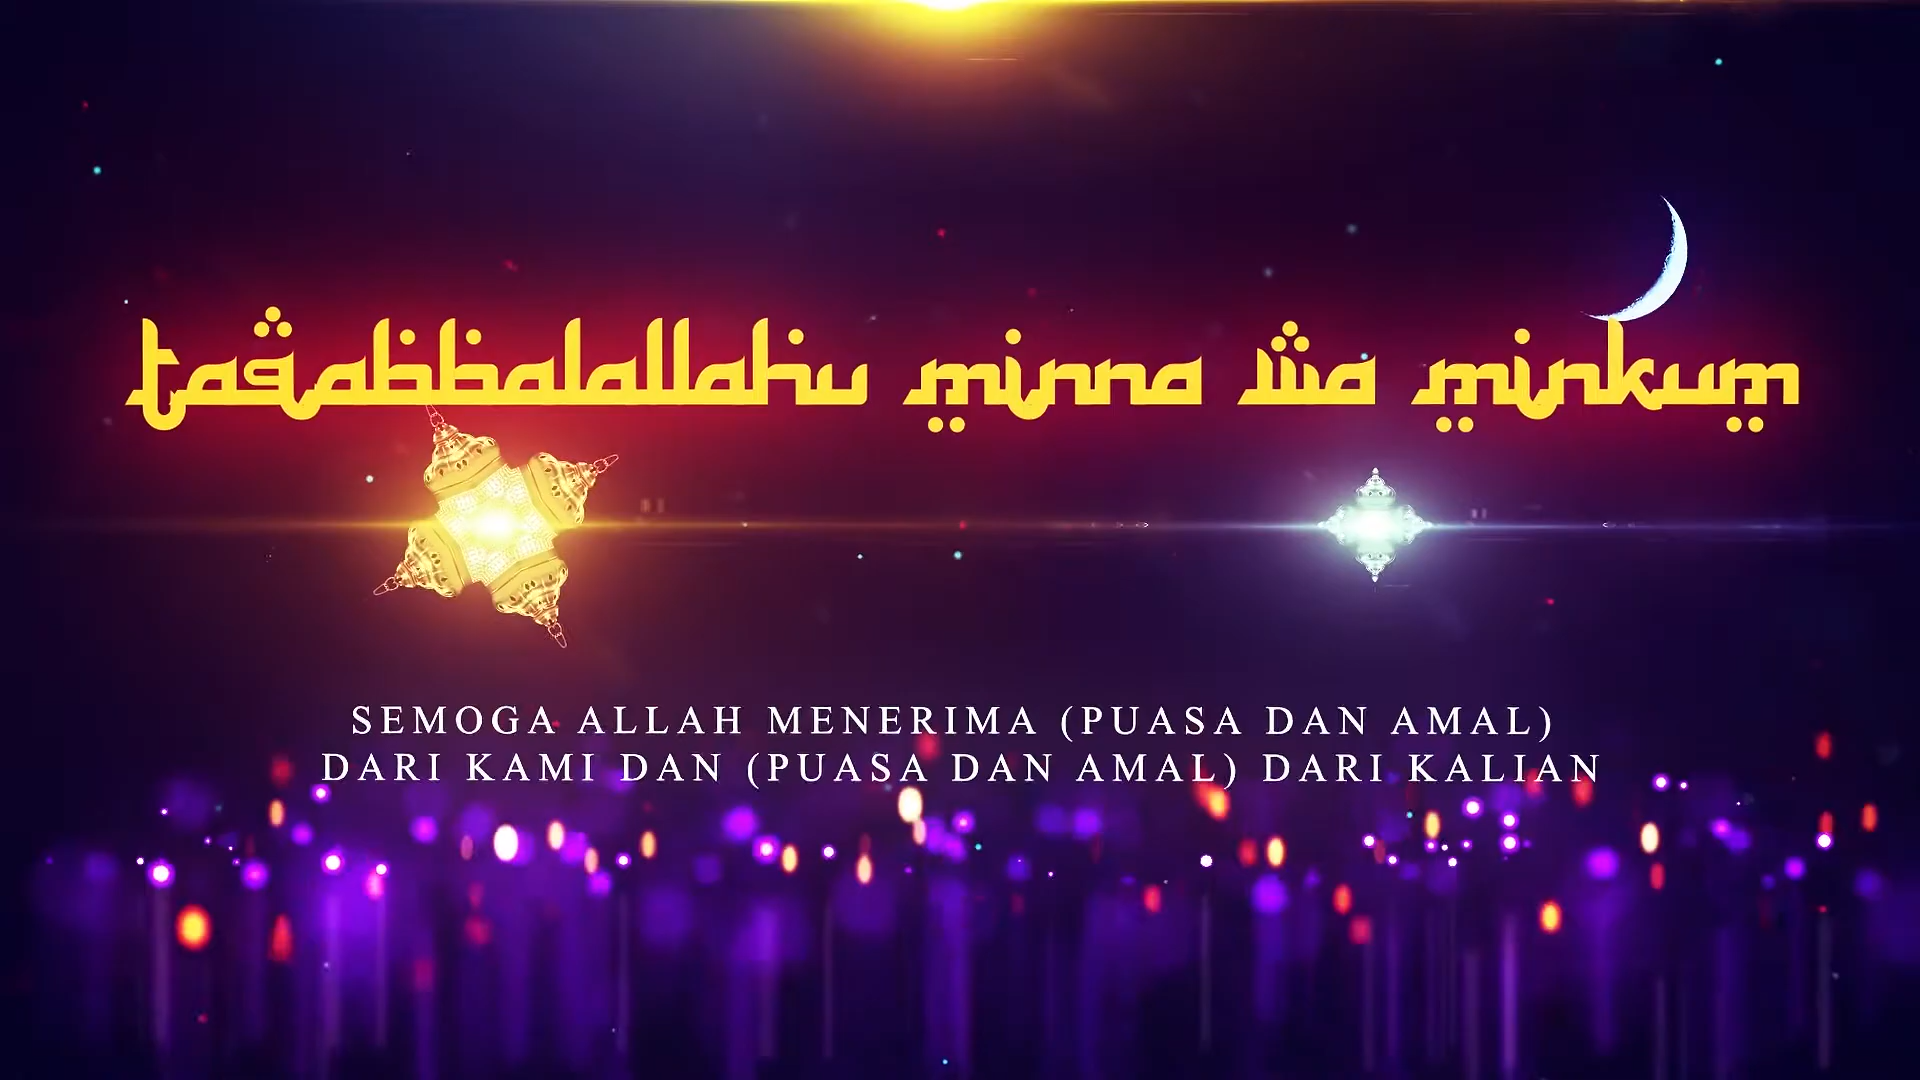 taqabbalallahu minna wa minkum
SEMOGA ALLAH MENERIMA (PUASA DAN AMAL)
DARI KAMI DAN (PUASA DAN AMAL) DARI KALIAN